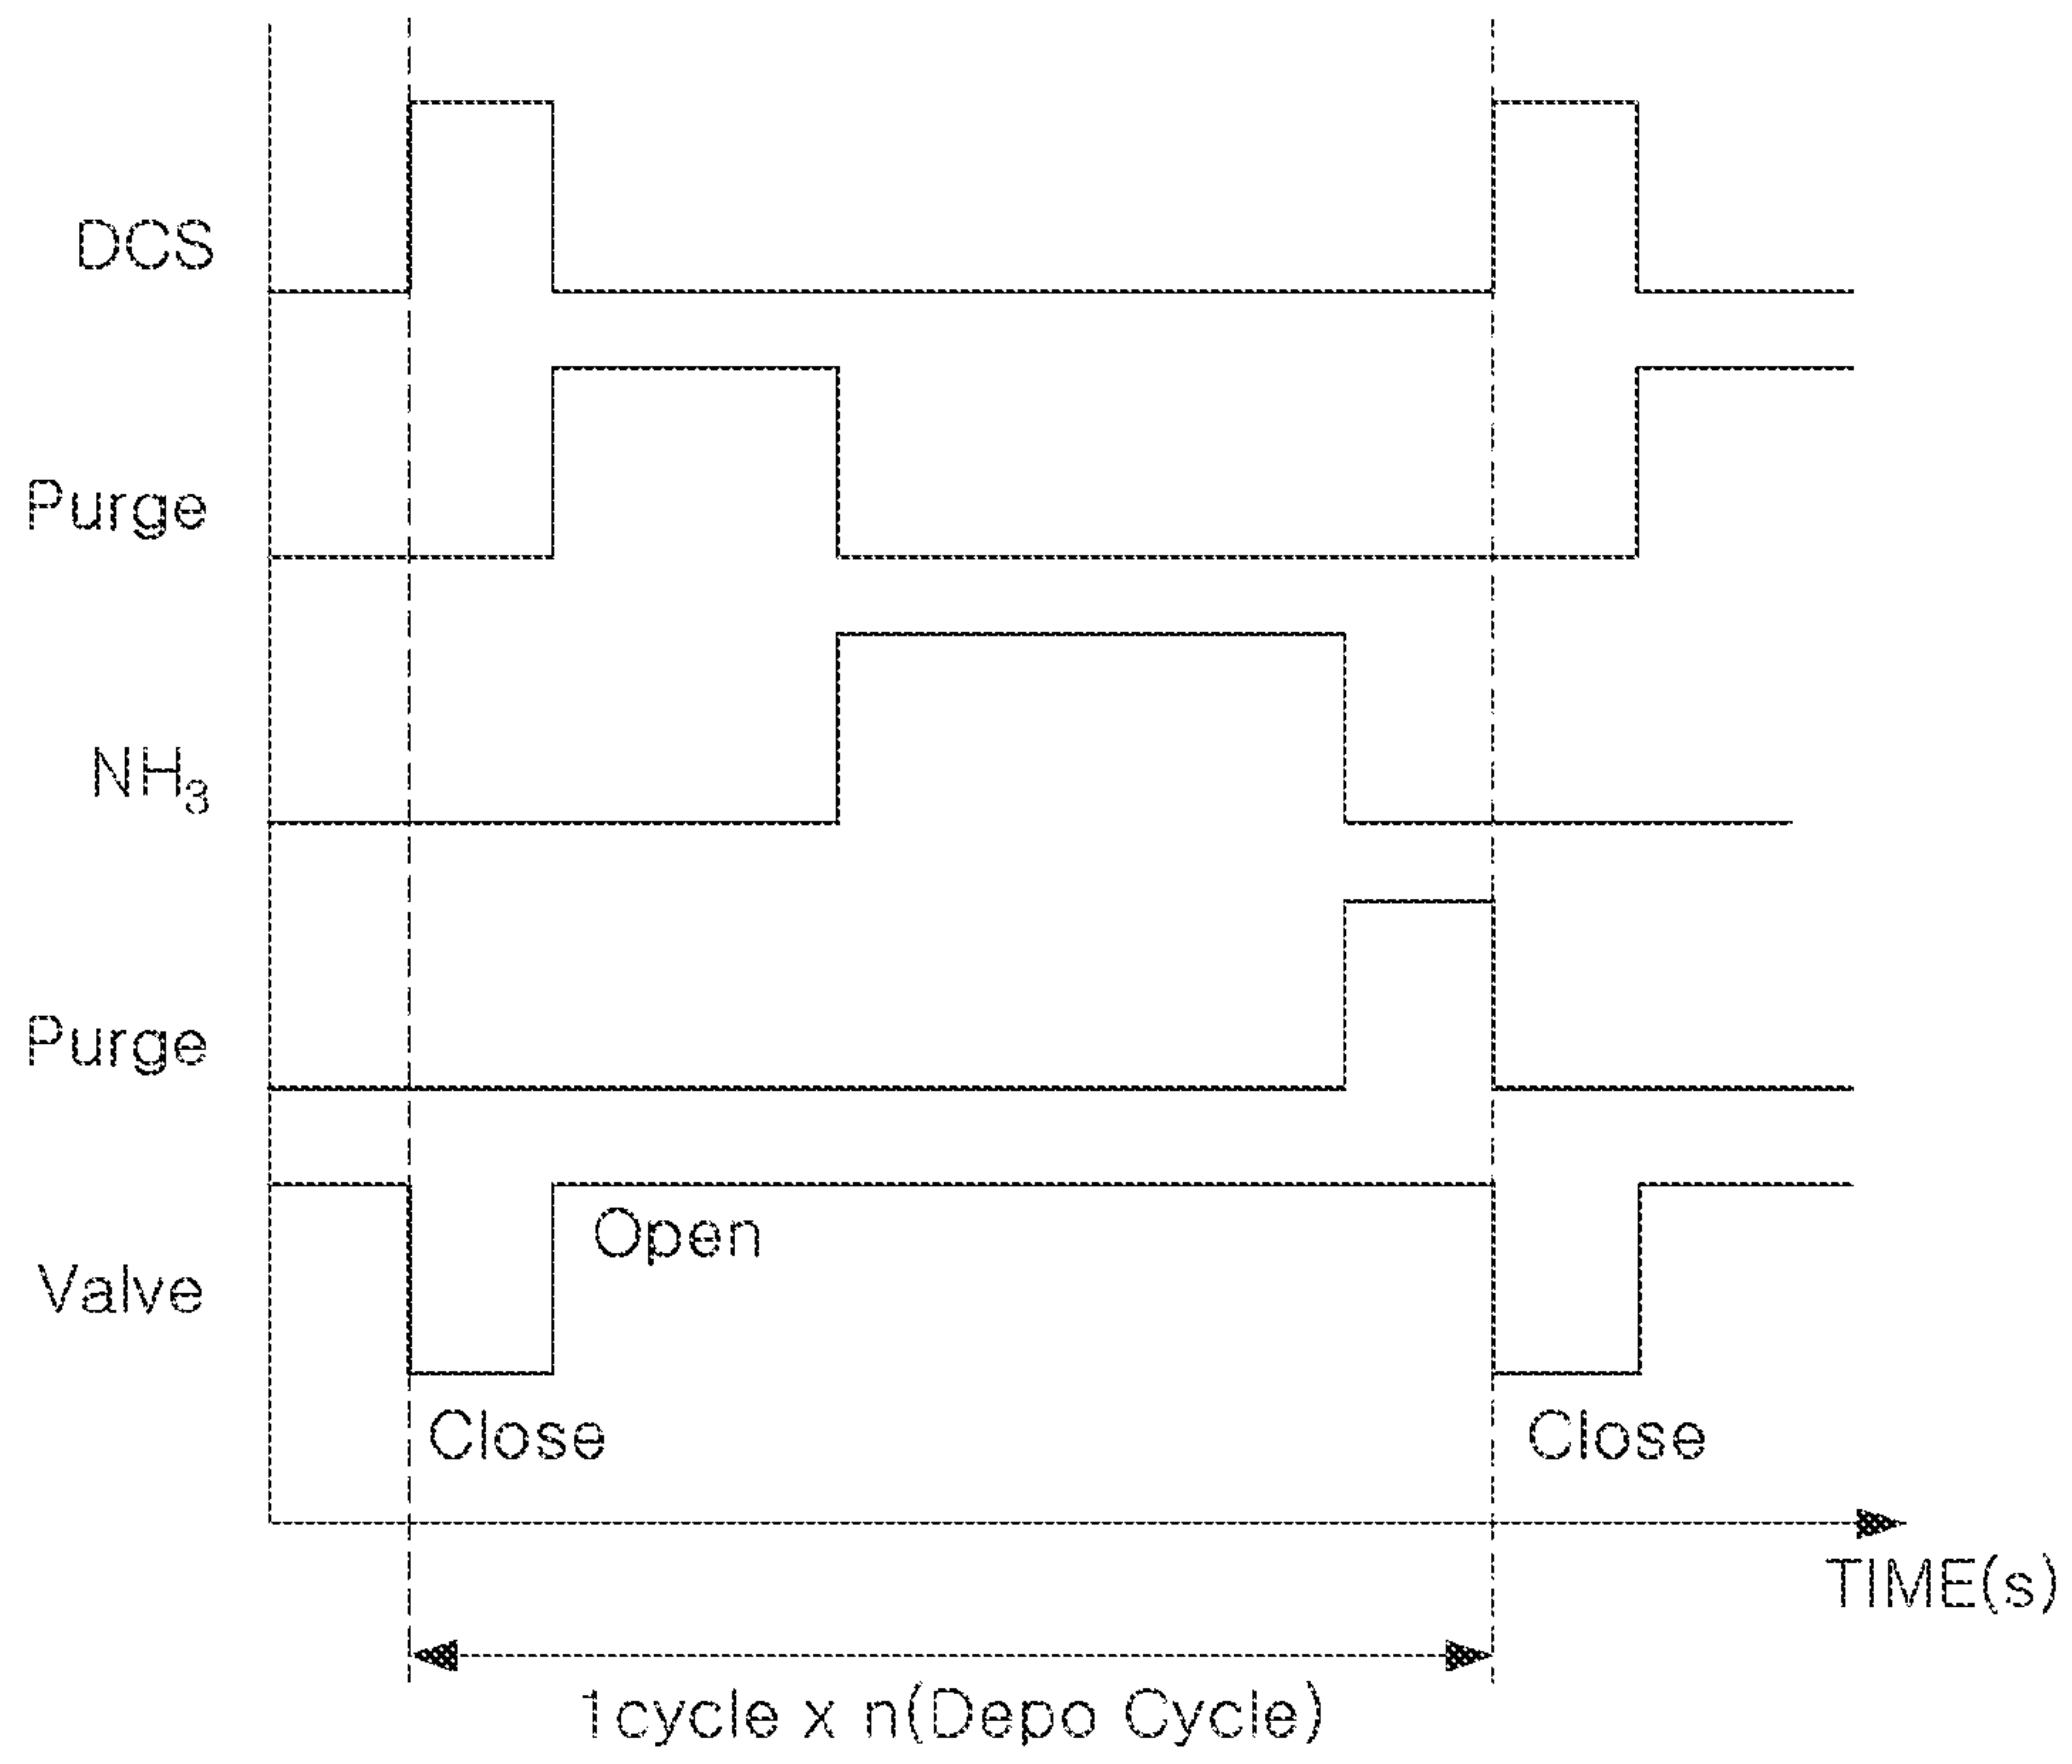 DCS
Purge
NH₃
Purge
Open
Valve
Close
Close
TIME(s)
1cycle x n(Depo Cycle)